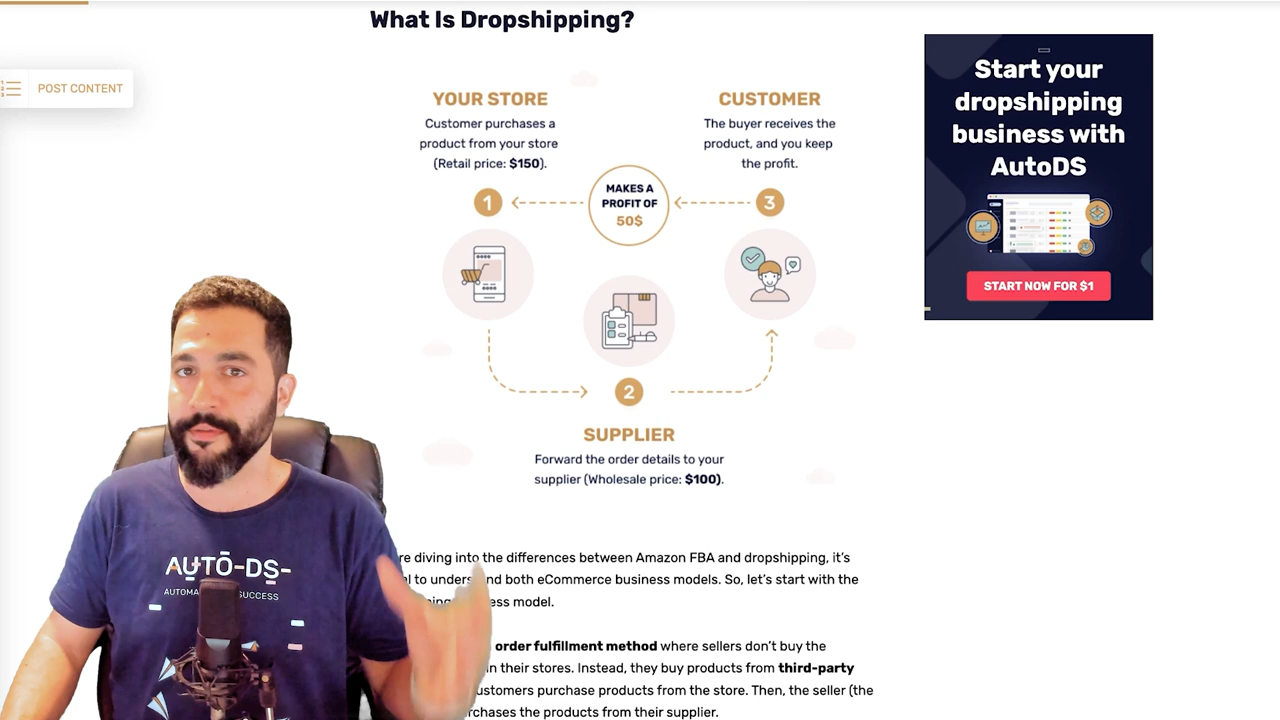 What Is Dropshipping?
POST CONTENT
YOUR STORE
Customer purchases a
product from your store
(Retail price: $150).
CUSTOMER
The buyer receives the
product, and you keep
the profit.
1
MAKES A
PROFIT OF
50$
3
2
SUPPLIER
Forward the order details to your
supplier (Wholesale price: $100).
Start your
dropshipping
business with
AutoDS
START NOW FOR $1
diving into the differences between Amazon FBA and dropshipping, it's
to both eCommerce business models. So, let's start with the
model.
order fulfillment method where sellers don't buy the
in their stores. Instead, they buy products from third-party
customers purchase products from the store. Then, the seller (the
the products from their supplier.
AUTO-DS-
SUCCESS